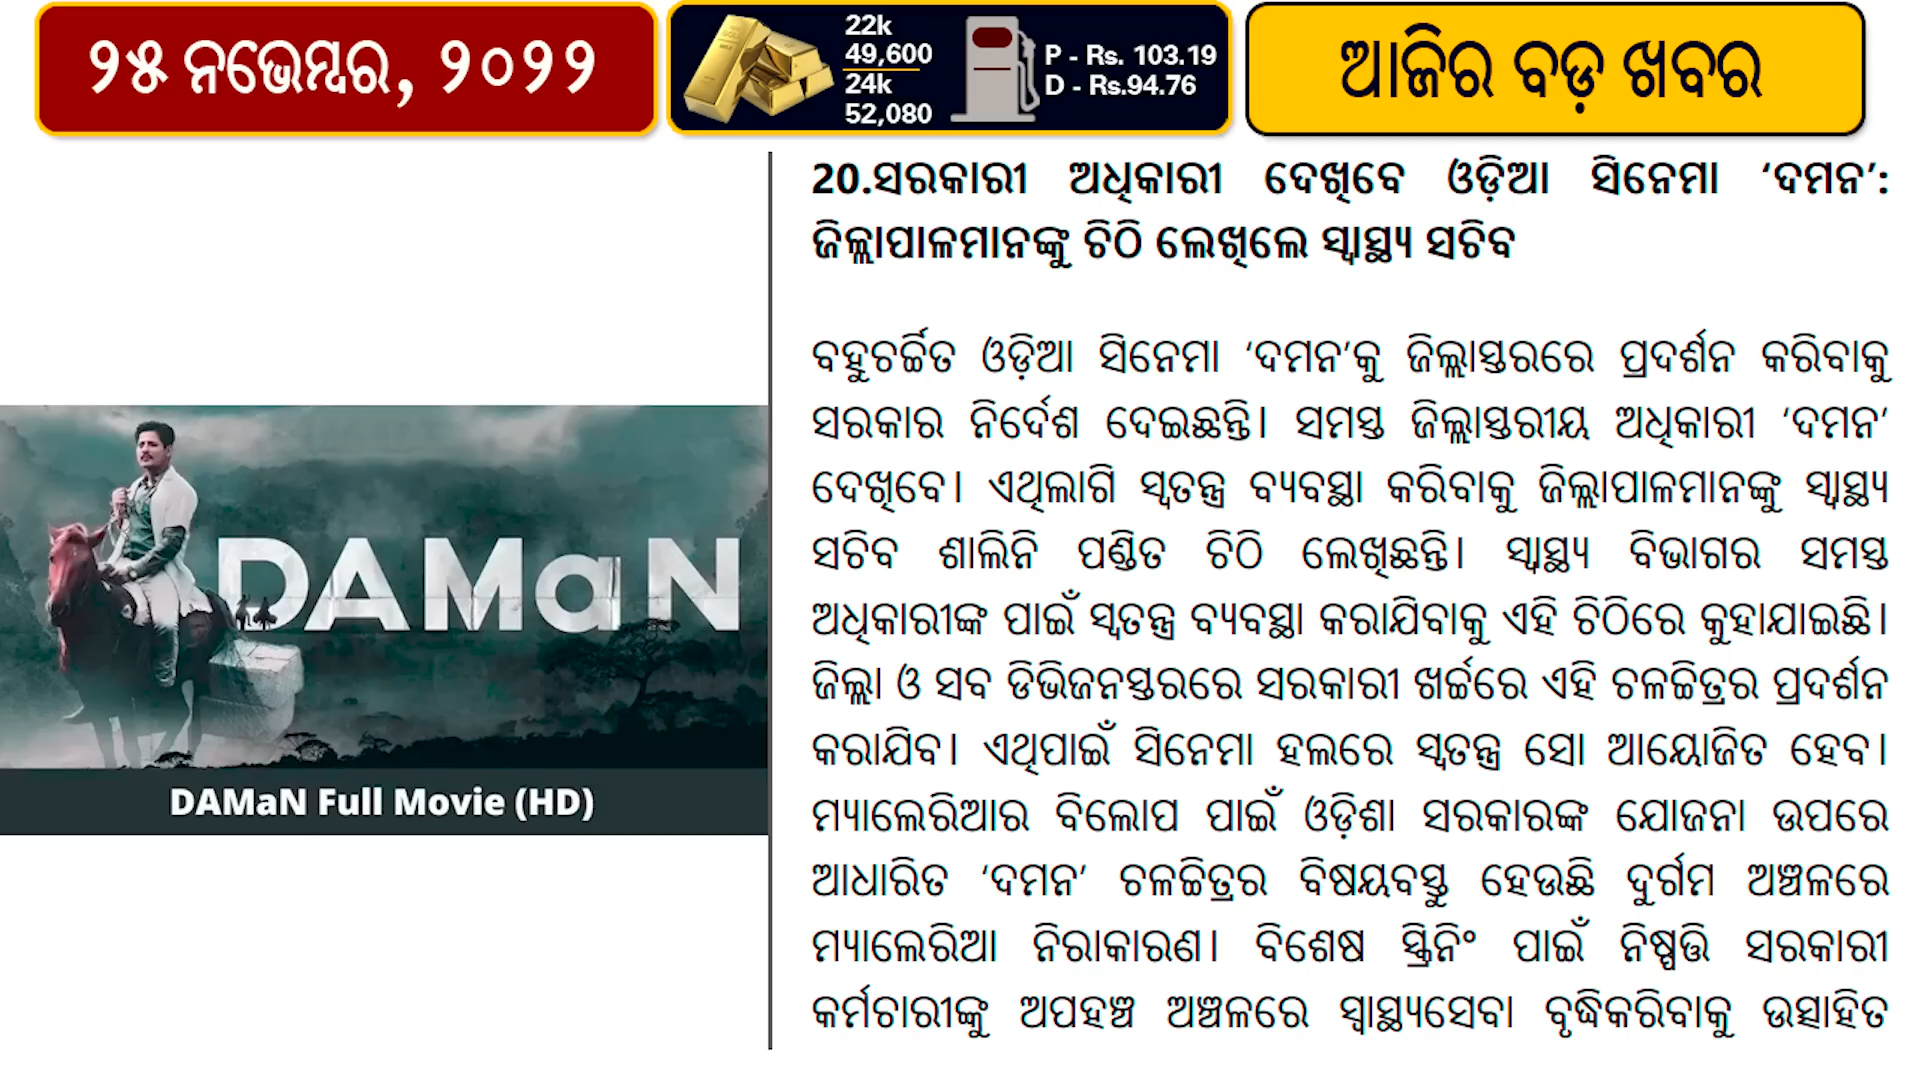 ୨୫ ନଭେମ୍ବର, ୨୦୨୨
22k
49,600
24k
52,080
P - Rs. 103.19
D - Rs.94.76
ଆଜିର ବଡ଼ ଖବର
20.ସରକାରୀ ଅଧିକାରୀ ଦେଖିବେ ଓଡ଼ିଆ ସିନେମା ‘ଦମନ’:
ଜିଲ୍ଲାପାଳମାନଙ୍କୁ ଚିଠି ଲେଖିଲେ ସ୍ୱାସ୍ଥ୍ୟ ସଚିବ
ବହୁଚର୍ଚ୍ଚିତ ଓଡ଼ିଆ ସିନେମା ‘ଦମନ’କୁ ଜିଲ୍ଲାସ୍ତରରେ ପ୍ରଦର୍ଶନ କରିବାକୁ
ସରକାର ନିର୍ଦେଶ ଦେଇଛନ୍ତି। ସମସ୍ତ ଜିଲ୍ଲାସ୍ତରୀୟ ଅଧିକାରୀ ‘ଦମନ’
ଦେଖିବେ। ଏଥିଲାଗି ସ୍ୱତନ୍ତ୍ର ବ୍ୟବସ୍ଥା କରିବାକୁ ଜିଲ୍ଲାପାଳମାନଙ୍କୁ ସ୍ୱାସ୍ଥ୍ୟ
ସଚିବ ଶାଲିନି ପଣ୍ଡିତ ଚିଠି ଲେଖିଛନ୍ତି। ସ୍ୱାସ୍ଥ୍ୟ ବିଭାଗର ସମସ୍ତ
ଅଧିକାରୀଙ୍କ ପାଇଁ ସ୍ୱତନ୍ତ୍ର ବ୍ୟବସ୍ଥା କରାଯିବାକୁ ଏହି ଚିଠିରେ କୁହାଯାଇଛି।
ଜିଲ୍ଲା ଓ ସବ ଡିଭିଜନସ୍ତରରେ ସରକାରୀ ଖର୍ଚ୍ଚରେ ଏହି ଚଳଚ୍ଚିତ୍ରର ପ୍ରଦର୍ଶନ
କରାଯିବ। ଏଥିପାଇଁ ସିନେମା ହଲରେ ସ୍ୱତନ୍ତ୍ର ସୋ ଆୟୋଜିତ ହେବ।
ମ୍ୟାଲେରିଆର ବିଲୋପ ପାଇଁ ଓଡ଼ିଶା ସରକାରଙ୍କ ଯୋଜନା ଉପରେ
ଆଧାରିତ ‘ଦମନ’ ଚଳଚ୍ଚିତ୍ରର ବିଷୟବସ୍ତୁ ହେଉଛି ଦୁର୍ଗମ ଅଞ୍ଚଳରେ
ମ୍ୟାଲେରିଆ ନିରାକାରଣ। ବିଶେଷ ସ୍କ୍ରିନିଂ ପାଇଁ ନିଷ୍ପତ୍ତି ସରକାରୀ
କର୍ମଚାରୀଙ୍କୁ ଅପହଞ୍ଚ ଅଞ୍ଚଳରେ ସ୍ୱାସ୍ଥ୍ୟସେବା ବୃଦ୍ଧିକରିବାକୁ ଉତ୍ସାହିତ
DAMaN
DAMaN Full Movie (HD)